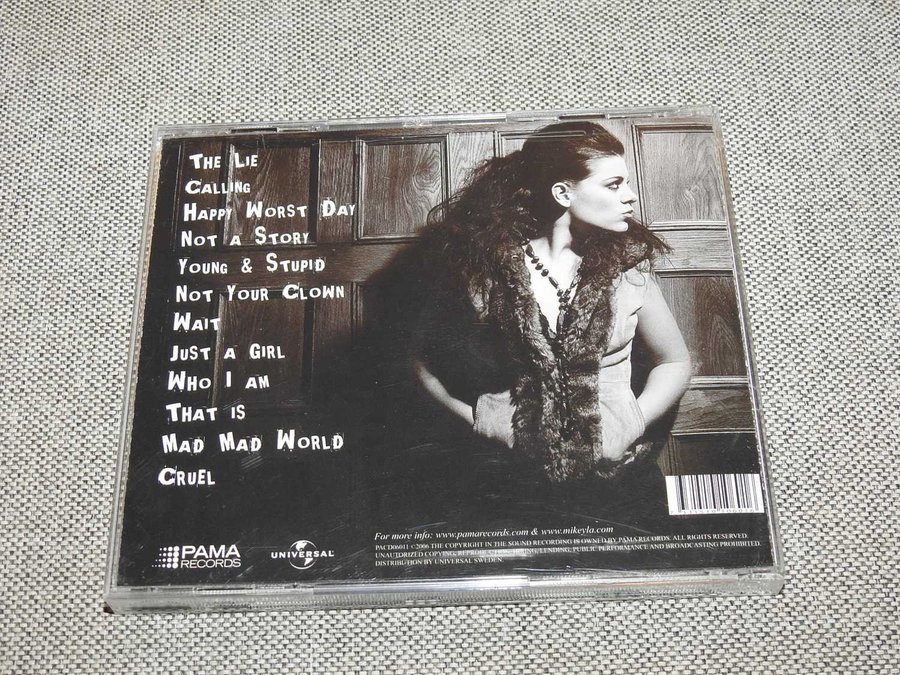 THE LIE
CALLING
HAPPY WORST DAY
NOT A STORY
YOUNG & STUPID
NOT YOUR CLOWN
WAIT
JUST A GIRL
WHO I AM
THAT IS
MAD MAD WORLD
CRUEL
PAMA
RECORDS
UNIVERSAL
For more info: www.pamarecords.com & www.mikeyla.com
PACD06011 ©2006 THE COPYRIGHT IN THE SOUND RECORDING IS OWNED BY PAMA RECORDS. ALL RIGHTS RESERVED.
UNAUTORIZED COPYING, LENDING, PUBLIC PERFORMANCE AND BROADCASTING PROHIBITED.
DISTRIBUTION BY UNIVERSAL SWEDEN.